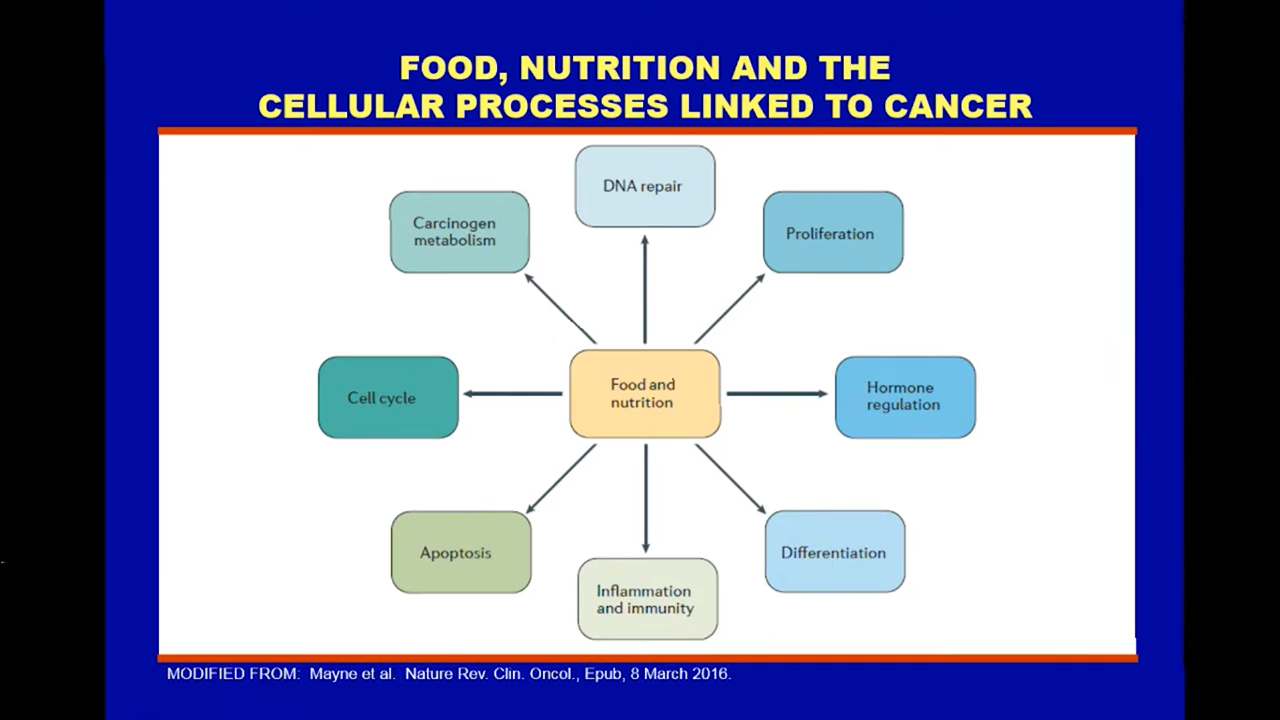 FOOD, NUTRITION AND THE
CELLULAR PROCESSES LINKED TO CANCER
DNA repair
Carcinogen
metabolism
Proliferation
Cell cycle
Food and
nutrition
Hormone
regulation
Apoptosis
Inflammation
and immunity
Differentiation
MODIFIED FROM: Mayne et al. Nature Rev. Clin. Oncol., Epub, 8 March 2016.